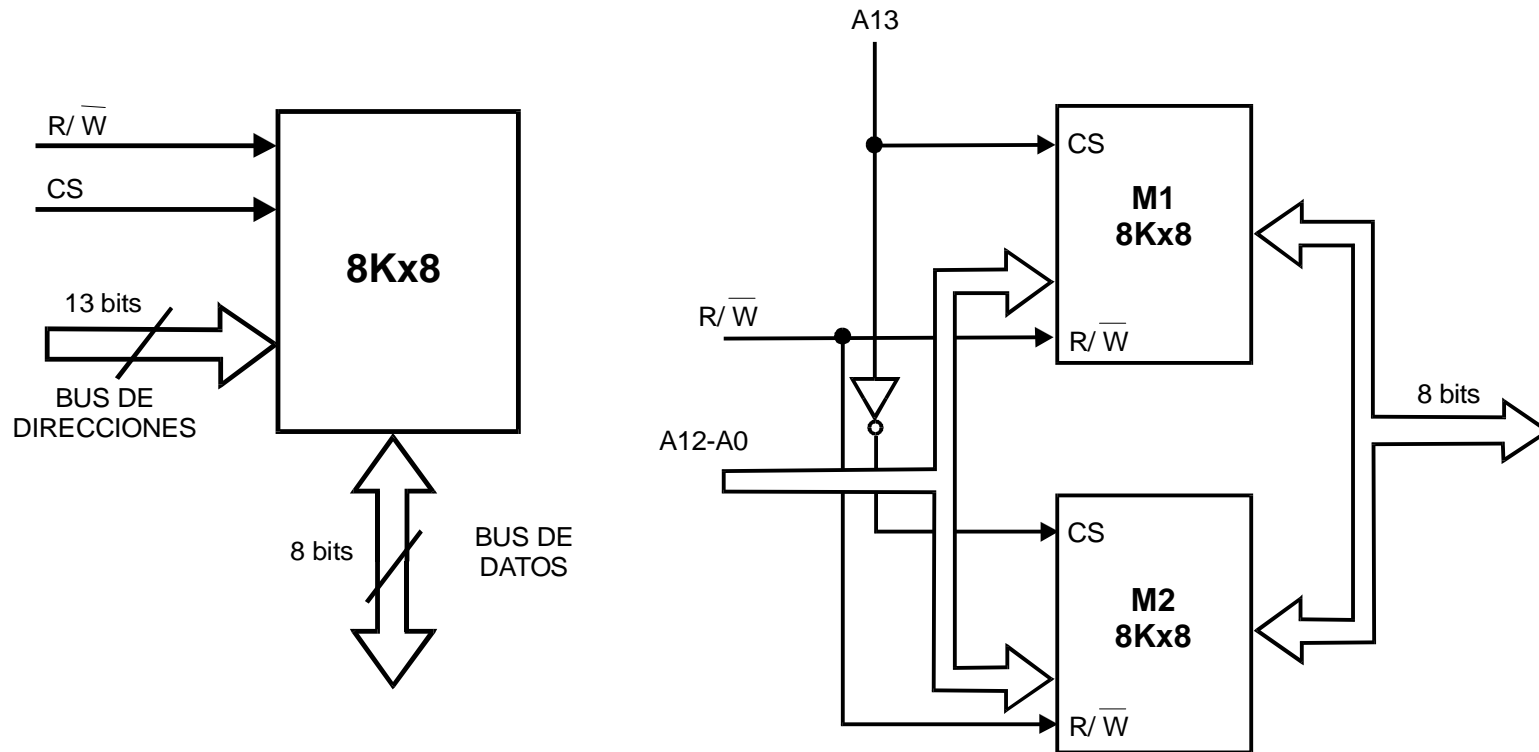 R/ W̅
CS
8Kx8
13 bits
BUS DE
DIRECCIONES
8 bits
BUS DE
DATOS
A13
CS
M1
8Kx8
R/ W̅
R/ W̅
A12-A0
8 bits
CS
M2
8Kx8
R/ W̅